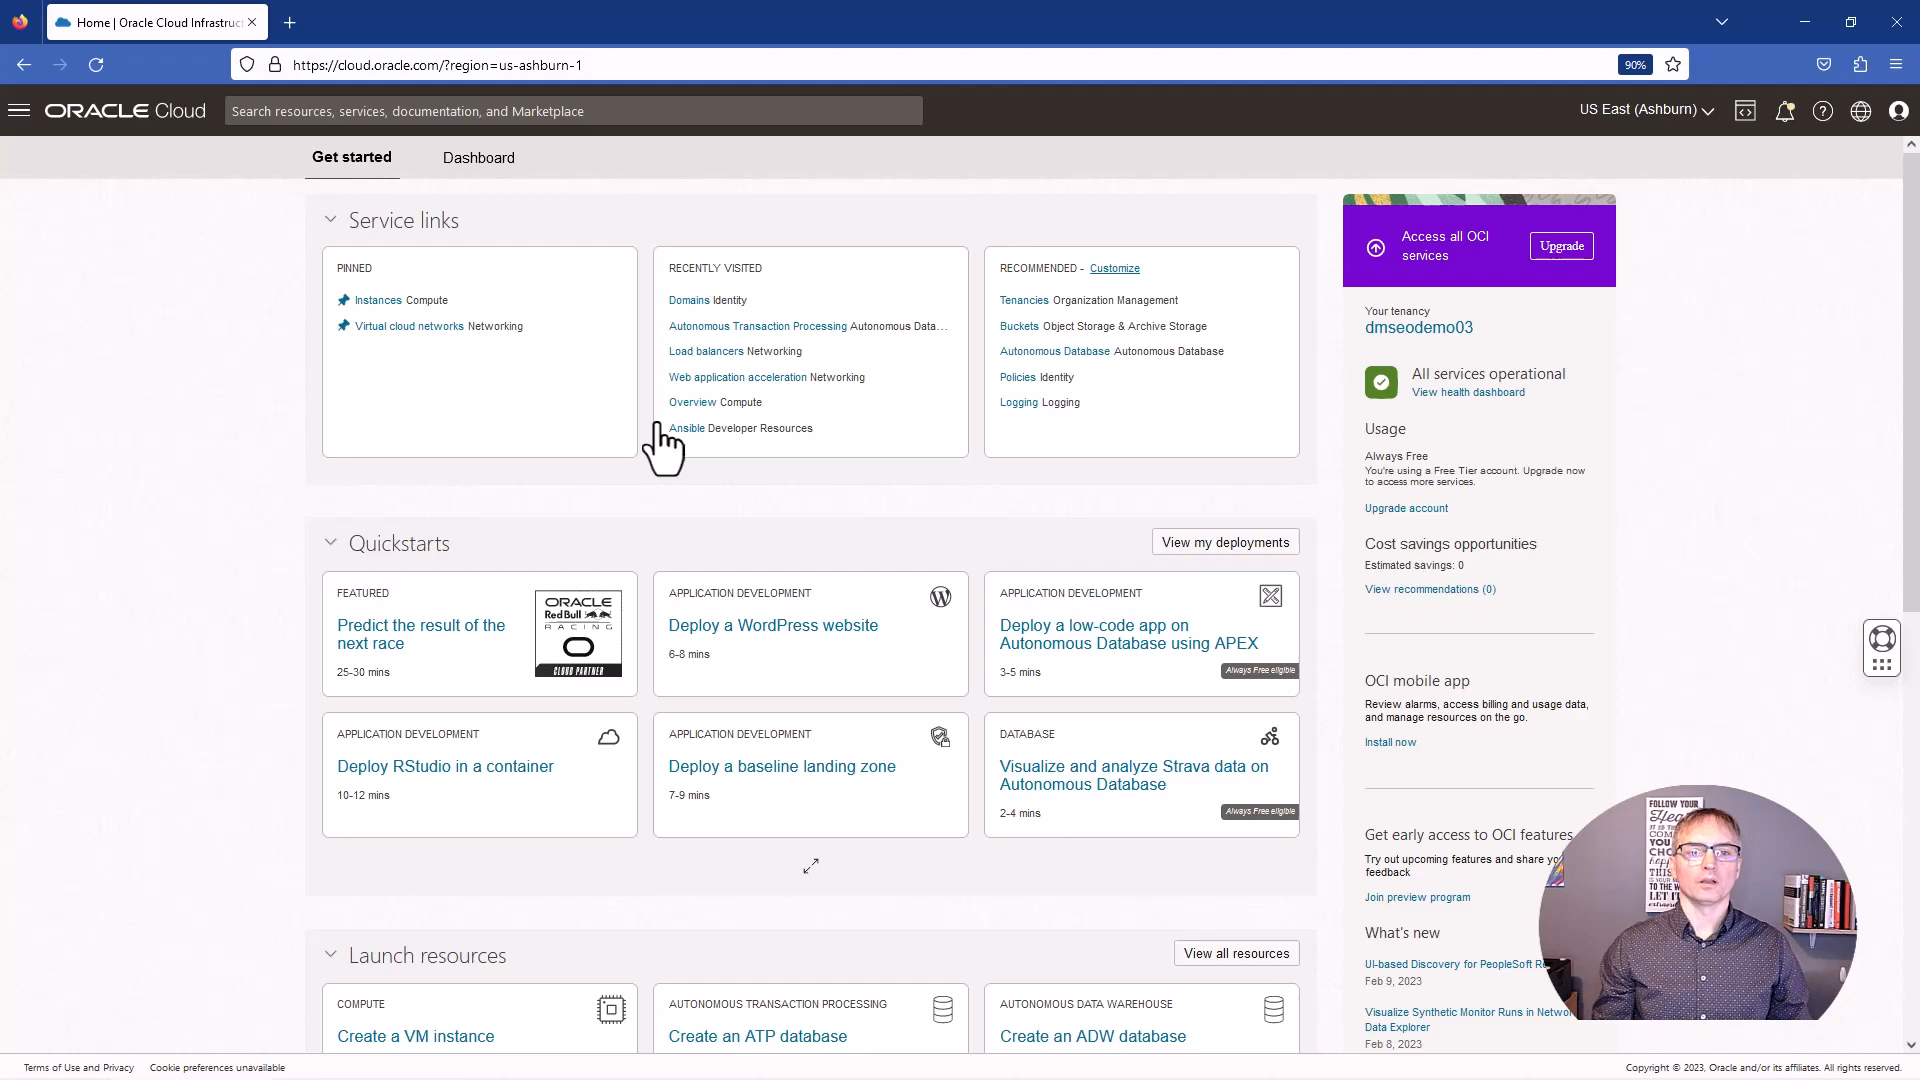 Home | Oracle Cloud Infrastruct
https://cloud.oracle.com/?region=us-ashburn-1
90%
ORACLE Cloud
Search resources, services, documentation, and Marketplace
US East (Ashburn)
Get started
Dashboard
Service links
PINNED
Instances Compute
Virtual cloud networks Networking
RECENTLY VISITED
Domains Identity
Autonomous Transaction Processing Autonomous Data...
Load balancers Networking
Web application acceleration Networking
Overview Compute
Ansible Developer Resources
RECOMMENDED - Customize
Tenancies Organization Management
Buckets Object Storage & Archive Storage
Autonomous Database Autonomous Database
Policies Identity
Logging Logging
Quickstarts
View my deployments
FEATURED
Predict the result of the
next race
25-30 mins
ORACLE
Red Bull
RACING
CLOUD PARTNER
APPLICATION DEVELOPMENT
Deploy a WordPress website
6-8 mins
APPLICATION DEVELOPMENT
Deploy a low-code app on
Autonomous Database using APEX
3-5 mins
Always Free eligible
APPLICATION DEVELOPMENT
Deploy RStudio in a container
10-12 mins
APPLICATION DEVELOPMENT
Deploy a baseline landing zone
7-9 mins
DATABASE
Visualize and analyze Strava data on
Autonomous Database
2-4 mins
Always Free eligible
Launch resources
View all resources
COMPUTE
Create a VM instance
AUTONOMOUS TRANSACTION PROCESSING
Create an ATP database
AUTONOMOUS DATA WAREHOUSE
Create an ADW database
Access all OCI
services
Upgrade
Your tenancy
dmseodemo03
All services operational
View health dashboard
Usage
Always Free
You're using a Free Tier account. Upgrade now
to access more services.
Upgrade account
Cost savings opportunities
Estimated savings: 0
View recommendations (0)
OCI mobile app
Review alarms, access billing and usage data,
and manage resources on the go.
Install now
Get early access to OCI features
Try out upcoming features and share yo
feedback
Join preview program
What's new
UI-based Discovery for PeopleSoft Re
Feb 9, 2023
Visualize Synthetic Monitor Runs in Networ
Data Explorer
Feb 8, 2023
FOLLOW YOUR
Heart
IT IS THE
Terms of Use and Privacy
Cookie preferences unavailable
Copyright © 2023, Oracle and/or its affiliates. All rights reserved.